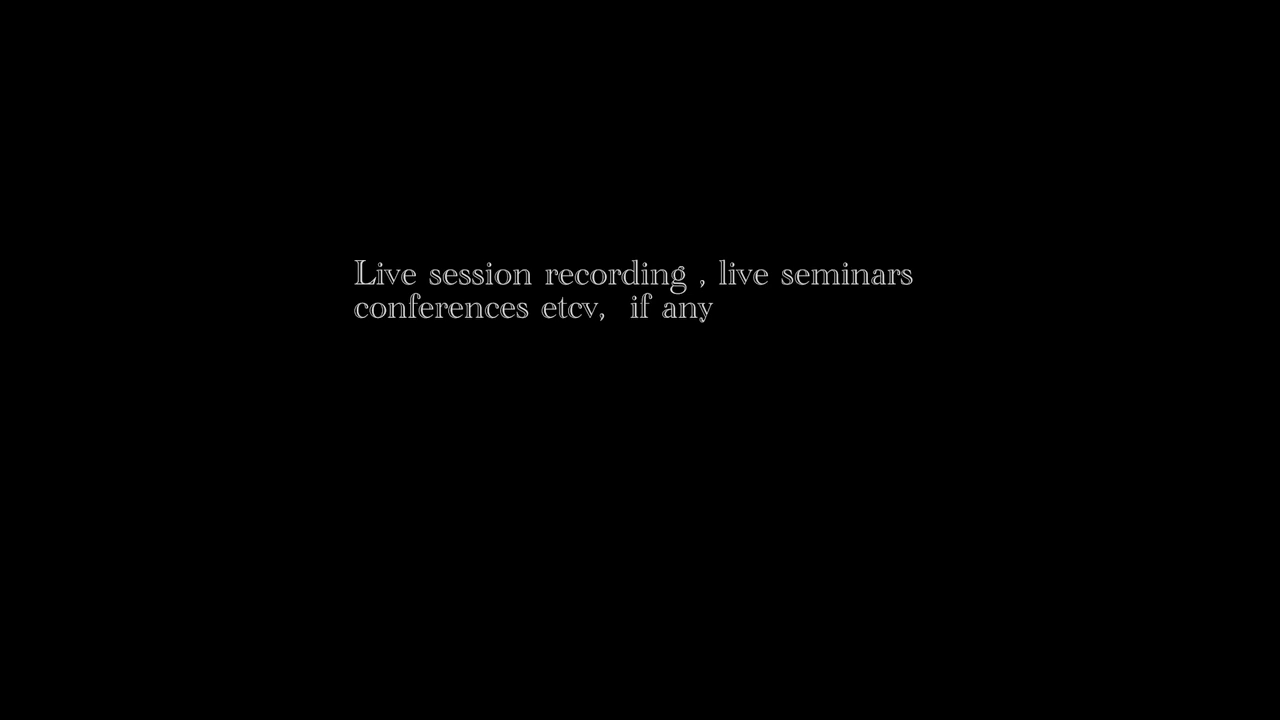 Live session recording , live seminars
conferences etcv,  if any